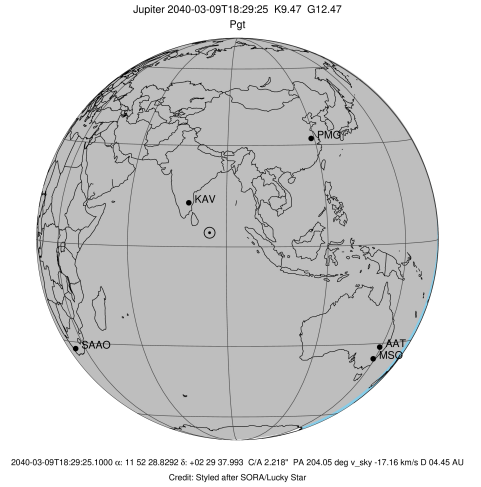 Jupiter 2040-03-09T18:29:25 K9.47 G12.47
Pgt
PMO
KAV
SAAO
AAT
MSO
2040-03-09T18:29:25.1000 α: 11 52 28.8292 δ: +02 29 37.993 C/A 2.218" PA 204.05 deg v_sky -17.16 km/s D 04.45 AU
Credit: Styled after SORA/Lucky Star